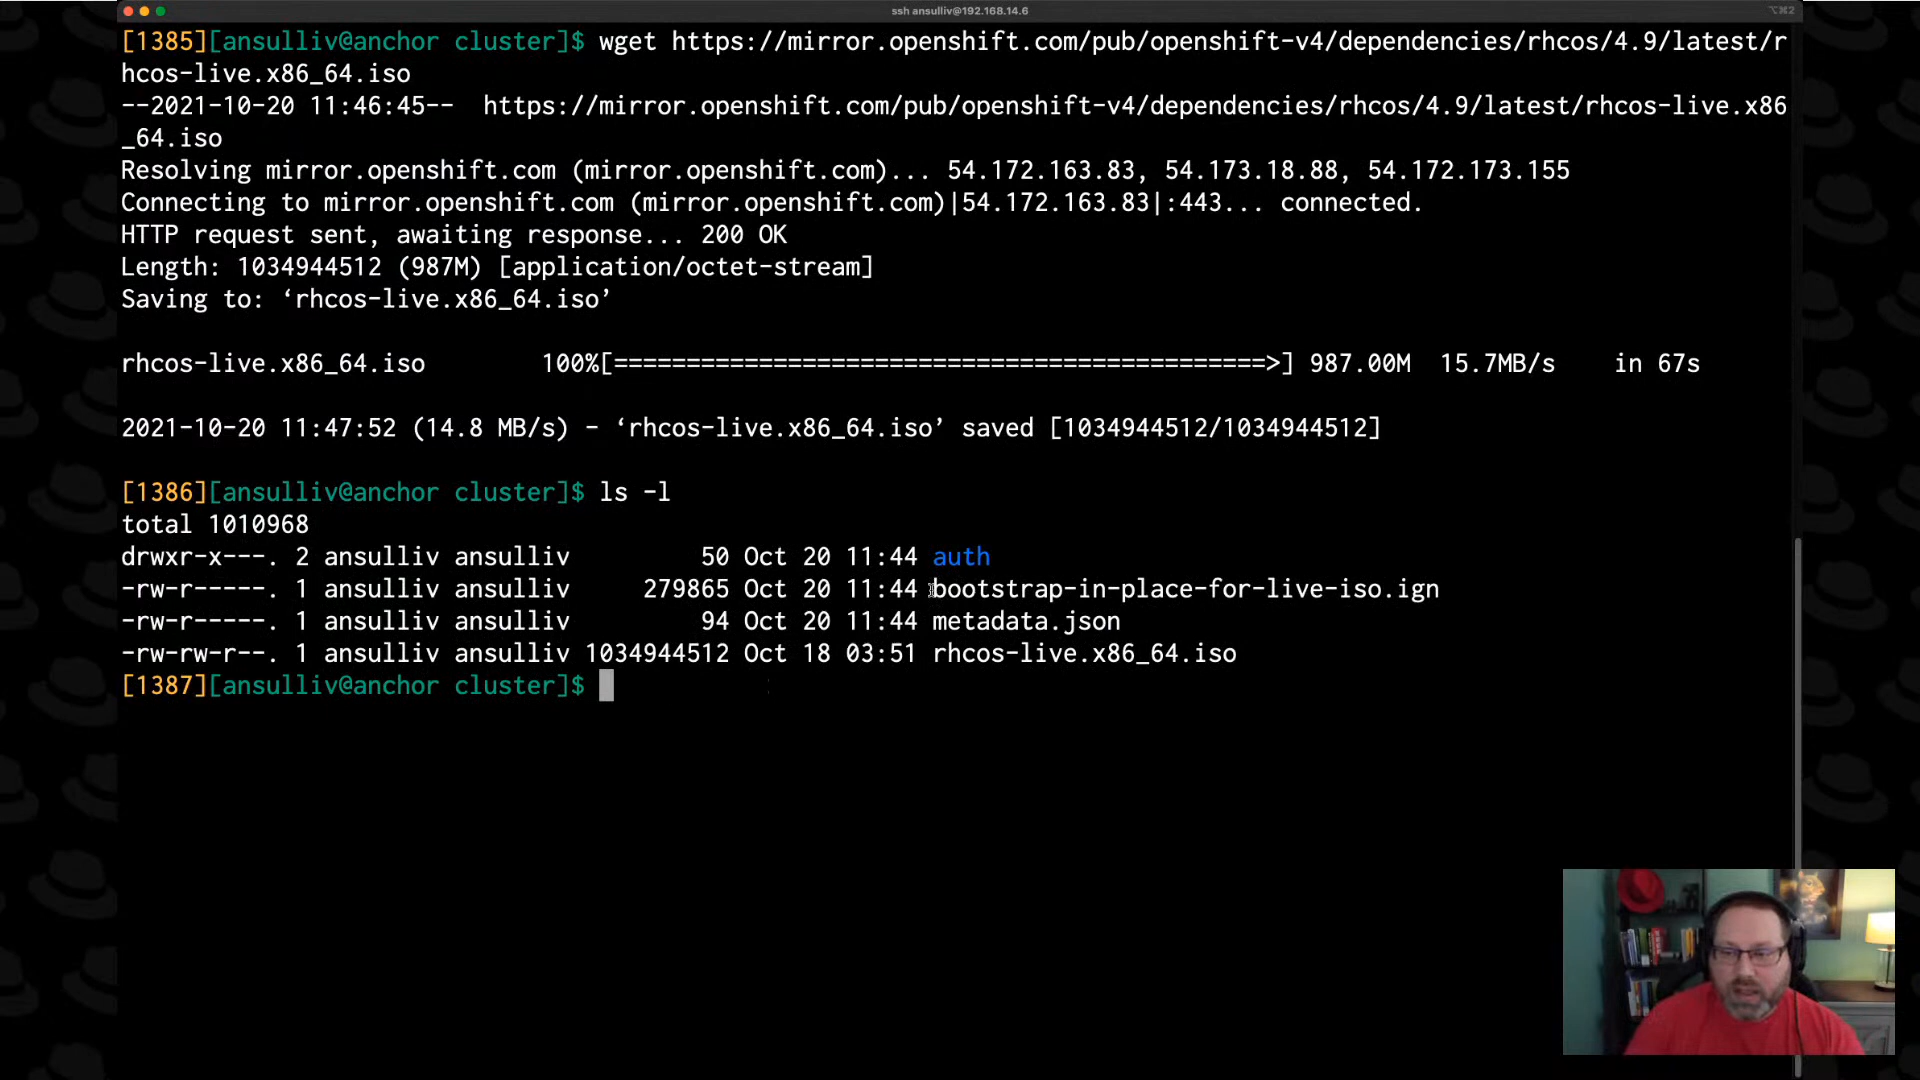 ssh ansulliv@192.168.14.6
⌥⌘2
[1385][ansulliv@anchor cluster]$ wget https://mirror.openshift.com/pub/openshift-v4/dependencies/rhcos/4.9/latest/r
hcos-live.x86_64.iso
--2021-10-20 11:46:45--  https://mirror.openshift.com/pub/openshift-v4/dependencies/rhcos/4.9/latest/rhcos-live.x86
_64.iso
Resolving mirror.openshift.com (mirror.openshift.com)... 54.172.163.83, 54.173.18.88, 54.172.173.155
Connecting to mirror.openshift.com (mirror.openshift.com)|54.172.163.83|:443... connected.
HTTP request sent, awaiting response... 200 OK
Length: 1034944512 (987M) [application/octet-stream]
Saving to: ‘rhcos-live.x86_64.iso’
rhcos-live.x86_64.iso        100%[=============================================>] 987.00M  15.7MB/s    in 67s
2021-10-20 11:47:52 (14.8 MB/s) - ‘rhcos-live.x86_64.iso’ saved [1034944512/1034944512]
[1386][ansulliv@anchor cluster]$ ls -l
total 1010968
drwxr-x---. 2 ansulliv ansulliv         50 Oct 20 11:44 auth
-rw-r-----. 1 ansulliv ansulliv     279865 Oct 20 11:44 bootstrap-in-place-for-live-iso.ign
-rw-r-----. 1 ansulliv ansulliv         94 Oct 20 11:44 metadata.json
-rw-rw-r--. 1 ansulliv ansulliv 1034944512 Oct 18 03:51 rhcos-live.x86_64.iso
[1387][ansulliv@anchor cluster]$